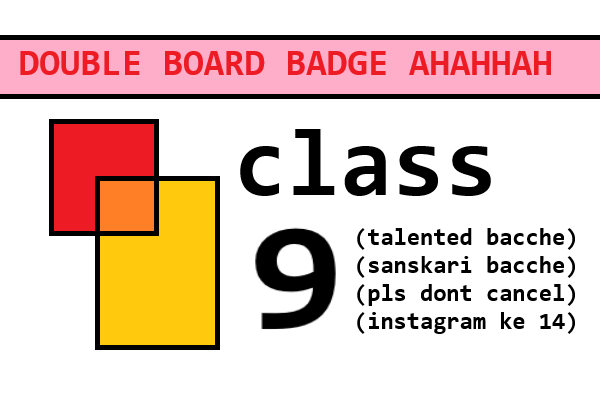 DOUBLE BOARD BADGE AHAHHAH
class
9
(talented bacche)
(sanskari bacche)
(pls dont cancel)
(instagram ke 14)